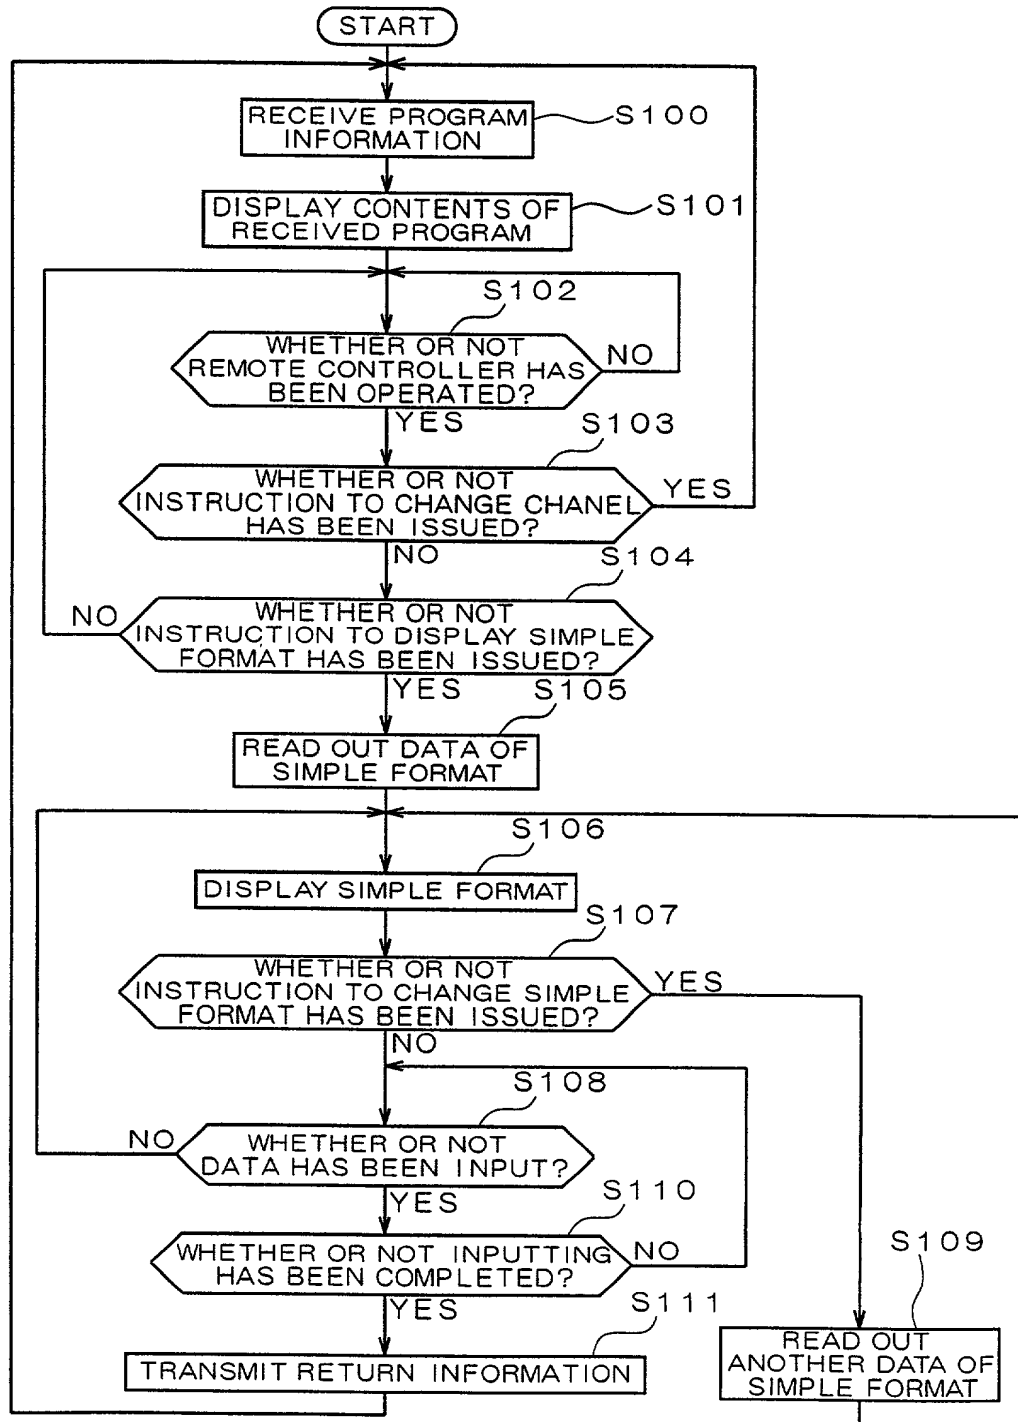 START
RECEIVE PROGRAM
INFORMATION
S100
DISPLAY CONTENTS OF
RECEIVED PROGRAM
S101
S102
WHETHER OR NOT
REMOTE CONTROLLER HAS
BEEN OPERATED?
NO
YES
S103
WHETHER OR NOT
INSTRUCTION TO CHANGE CHANEL
HAS BEEN ISSUED?
YES
NO
S104
NO
WHETHER OR NOT
INSTRUCTION TO DISPLAY SIMPLE
FORMAT HAS BEEN ISSUED?
YES
S105
READ OUT DATA OF
SIMPLE FORMAT
S106
DISPLAY SIMPLE FORMAT
S107
WHETHER OR NOT
INSTRUCTION TO CHANGE SIMPLE
FORMAT HAS BEEN ISSUED?
YES
NO
S108
NO
WHETHER OR NOT
DATA HAS BEEN INPUT?
YES
S110
WHETHER OR NOT INPUTTING
HAS BEEN COMPLETED?
NO
YES
S109
S111
TRANSMIT RETURN INFORMATION
READ OUT
ANOTHER DATA OF
SIMPLE FORMAT